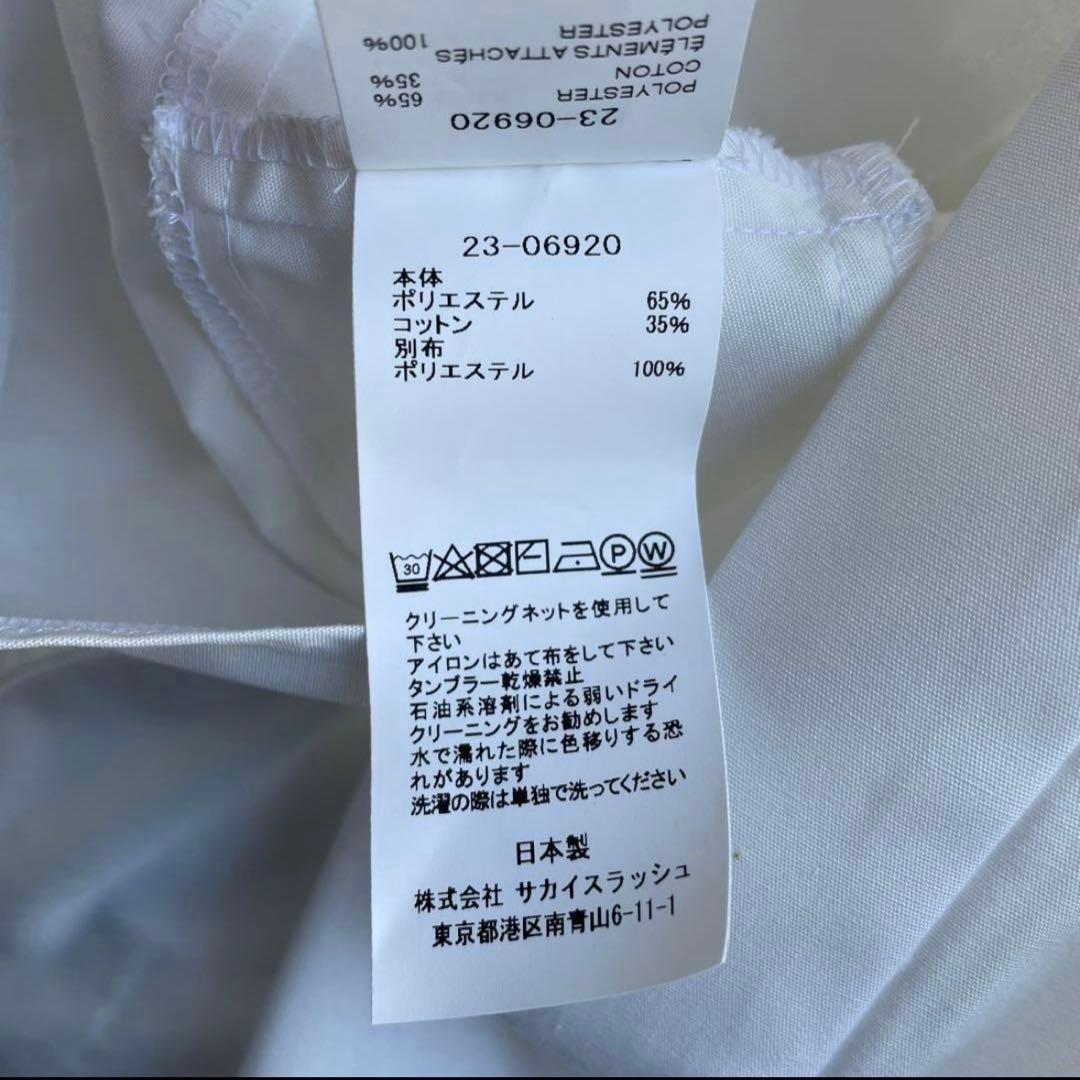 POLYESTER 100%
ÉLÉMENTS ATTACHÉS
COTON 35%
POLYESTER 65%
23-06920
23-06920
本体
ポリエステル 65%
コットン 35%
別布
ポリエステル 100%
30 P W
クリーニングネットを使用して
下さい
アイロンはあて布をして下さい
タンブラー乾燥禁止
石油系溶剤による弱いドライ
クリーニングをお勧めします
水で濡れた際に色移りする恐
れがあります
洗濯の際は単独で洗ってください
日本製
株式会社 サカイスラッシュ
東京都港区南青山6-11-1